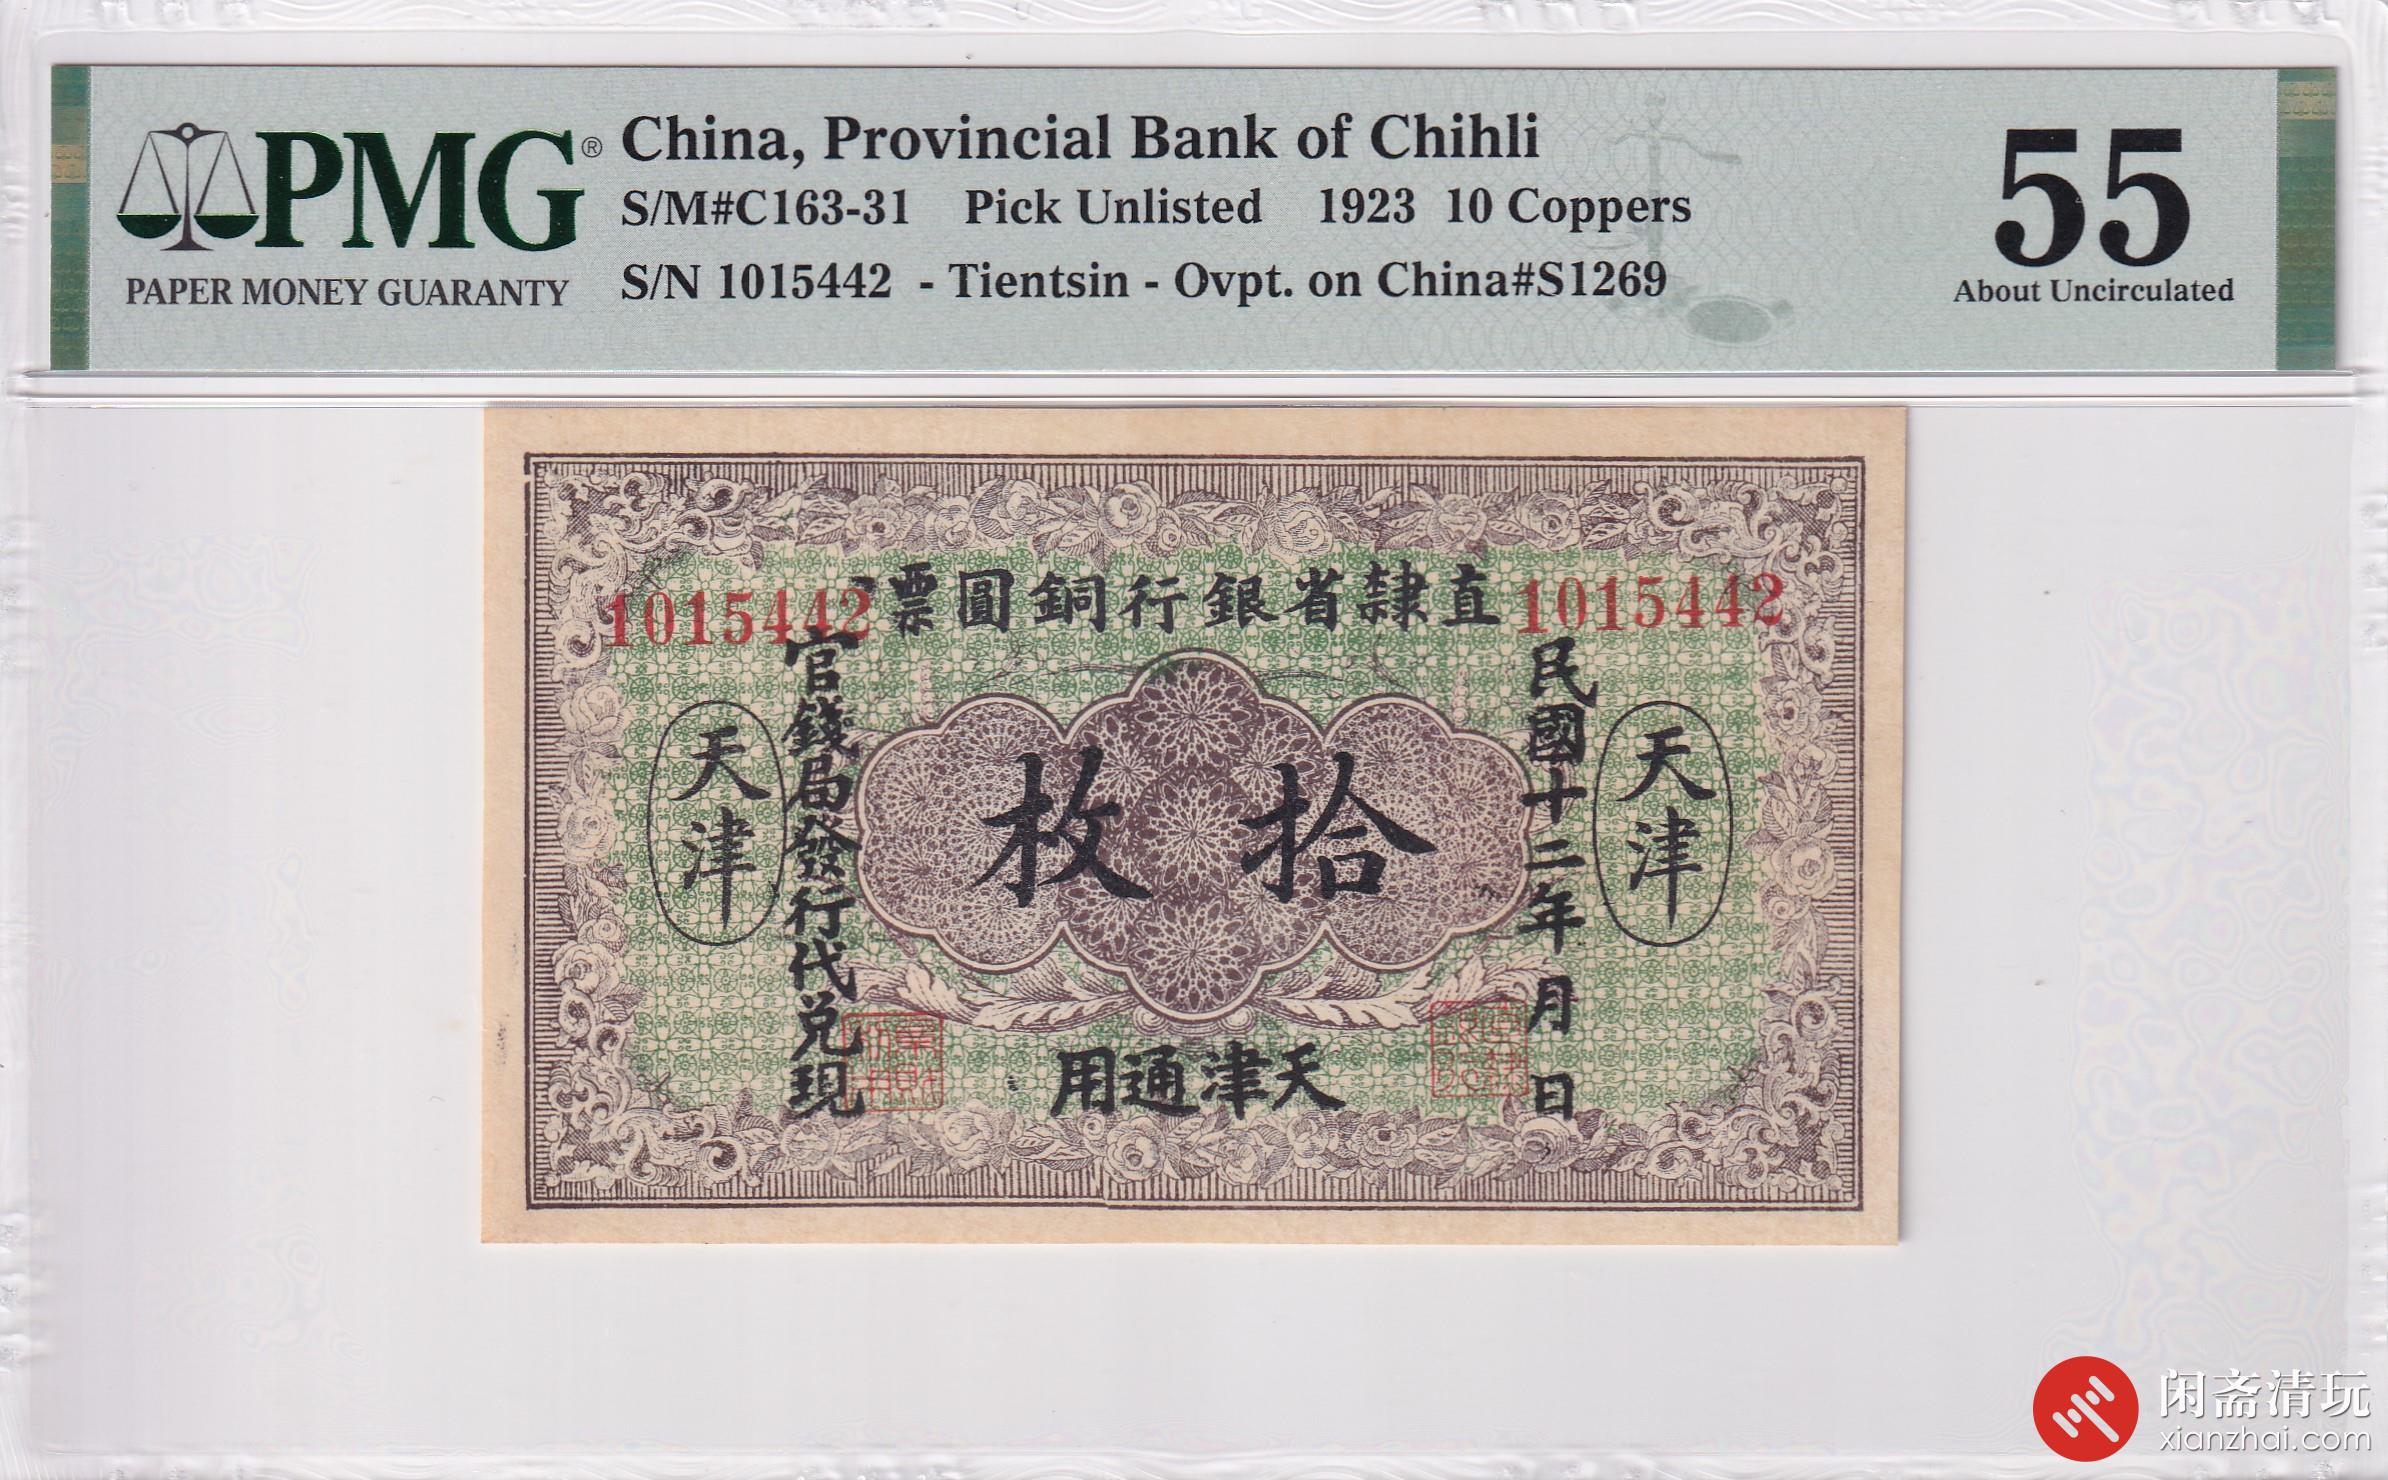 PMG®
PAPER MONEY GUARANTY
China, Provincial Bank of Chihli
S/M#C163-31 Pick Unlisted 1923 10 Coppers
S/N 1015442 - Tientsin - Ovpt. on China#S1269
55
About Uncirculated
1015442
直隸省銀行銅圓票
1015442
天津
民國十二年 月 日
拾枚
官錢局發行代兌現
天津
天津通用
闲斋清玩
xianzhai.com